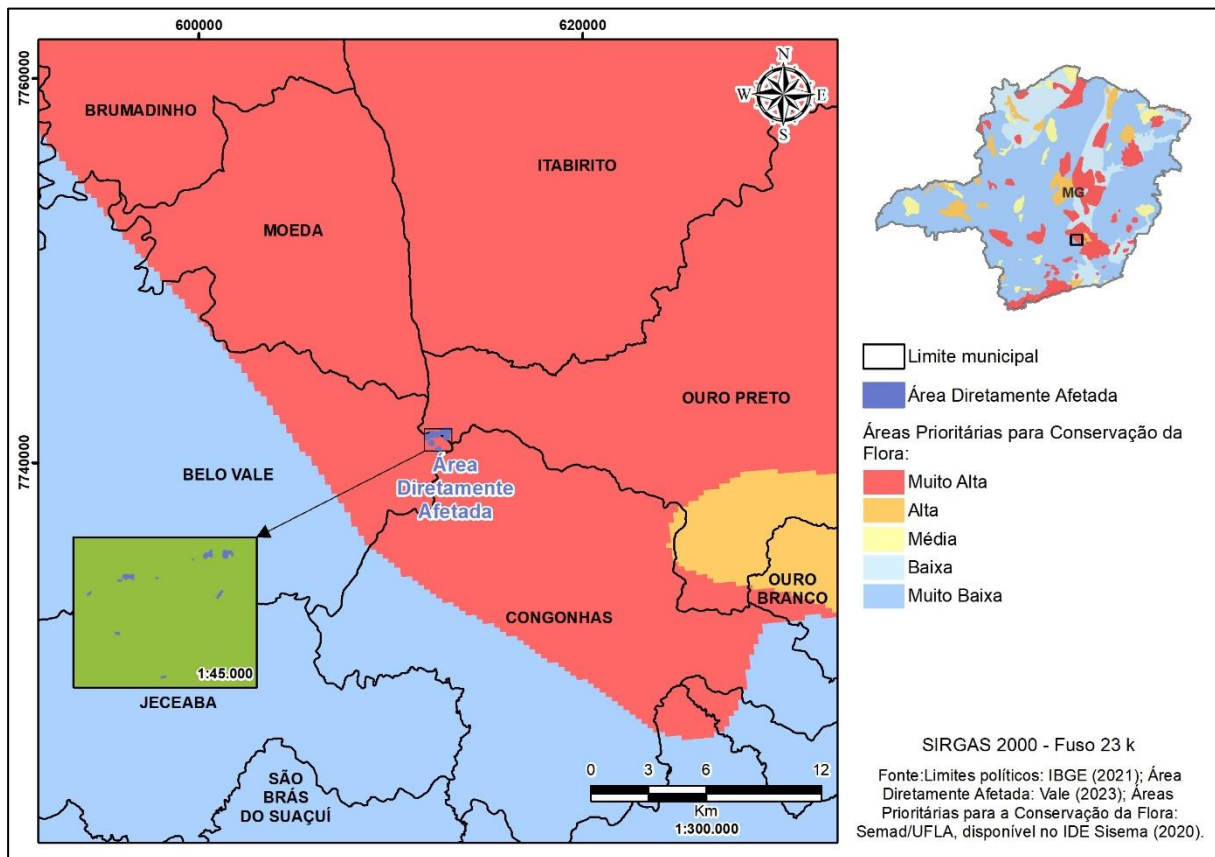 600000
620000
7760000
7740000
N
W
E
S
BRUMADINHO
ITABIRITO
MOEDA
OURO PRETO
BELO VALE
Área
Diretamente
Afetada
OURO
BRANCO
CONGONHAS
1:45.000
JECEABA
SÃO
BRÁS
DO SUAÇUÍ
0
3
6
12
Km
1:300.000
MG
Limite municipal
Área Diretamente Afetada
Áreas Prioritárias para Conservação da
Flora:
Muito Alta
Alta
Média
Baixa
Muito Baixa
SIRGAS 2000 - Fuso 23 k
Fonte:Limites políticos: IBGE (2021); Área
Diretamente Afetada: Vale (2023); Áreas
Prioritárias para a Conservação da Flora:
Semad/UFLA, disponível no IDE Sisema (2020).